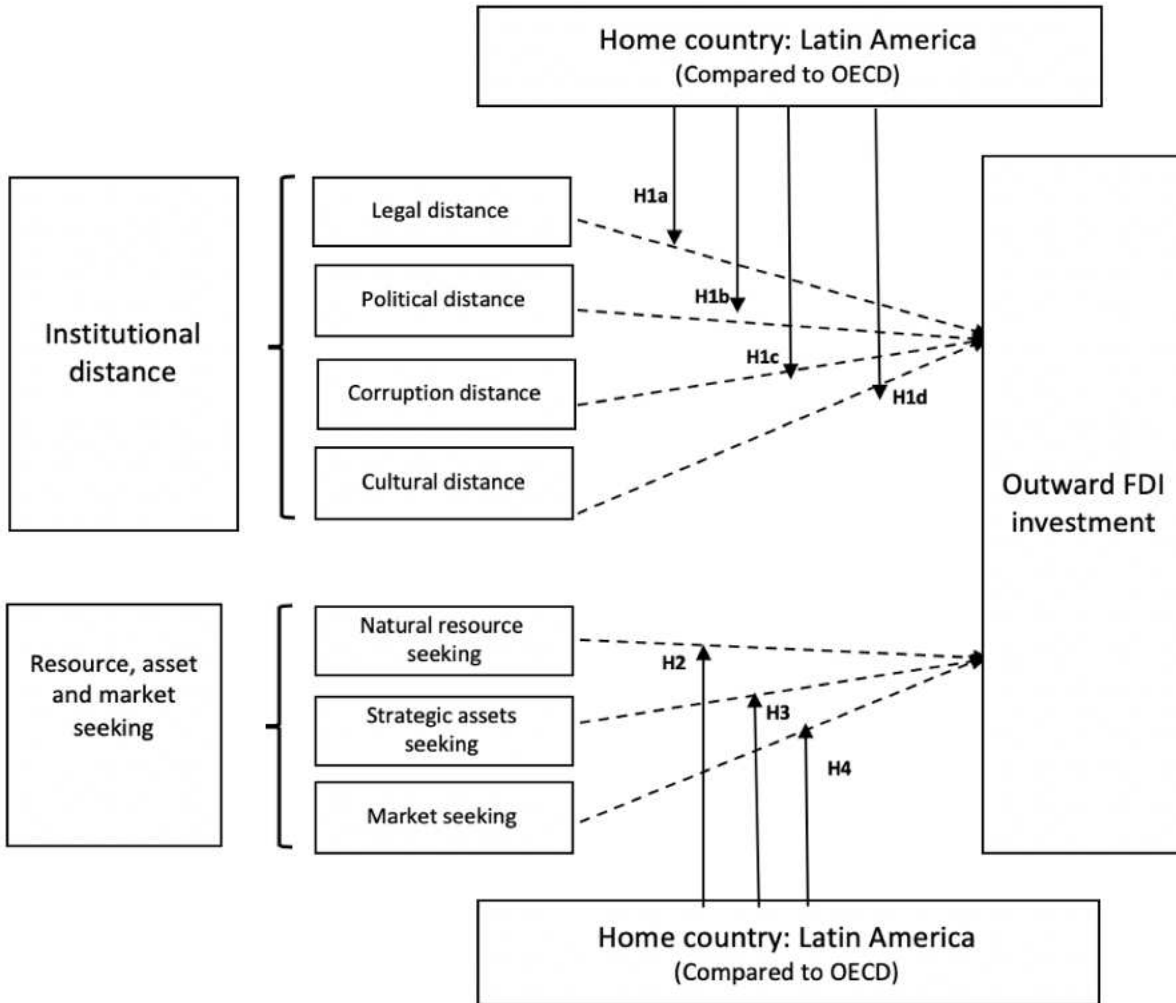 Home country: Latin America
(Compared to OECD)
Institutional
distance
Legal distance
Political distance
Corruption distance
Cultural distance
H1a
H1b
H1c
H1d
Outward FDI
investment
Resource, asset
and market
seeking
Natural resource
seeking
Strategic assets
seeking
Market seeking
H2
H3
H4
Home country: Latin America
(Compared to OECD)